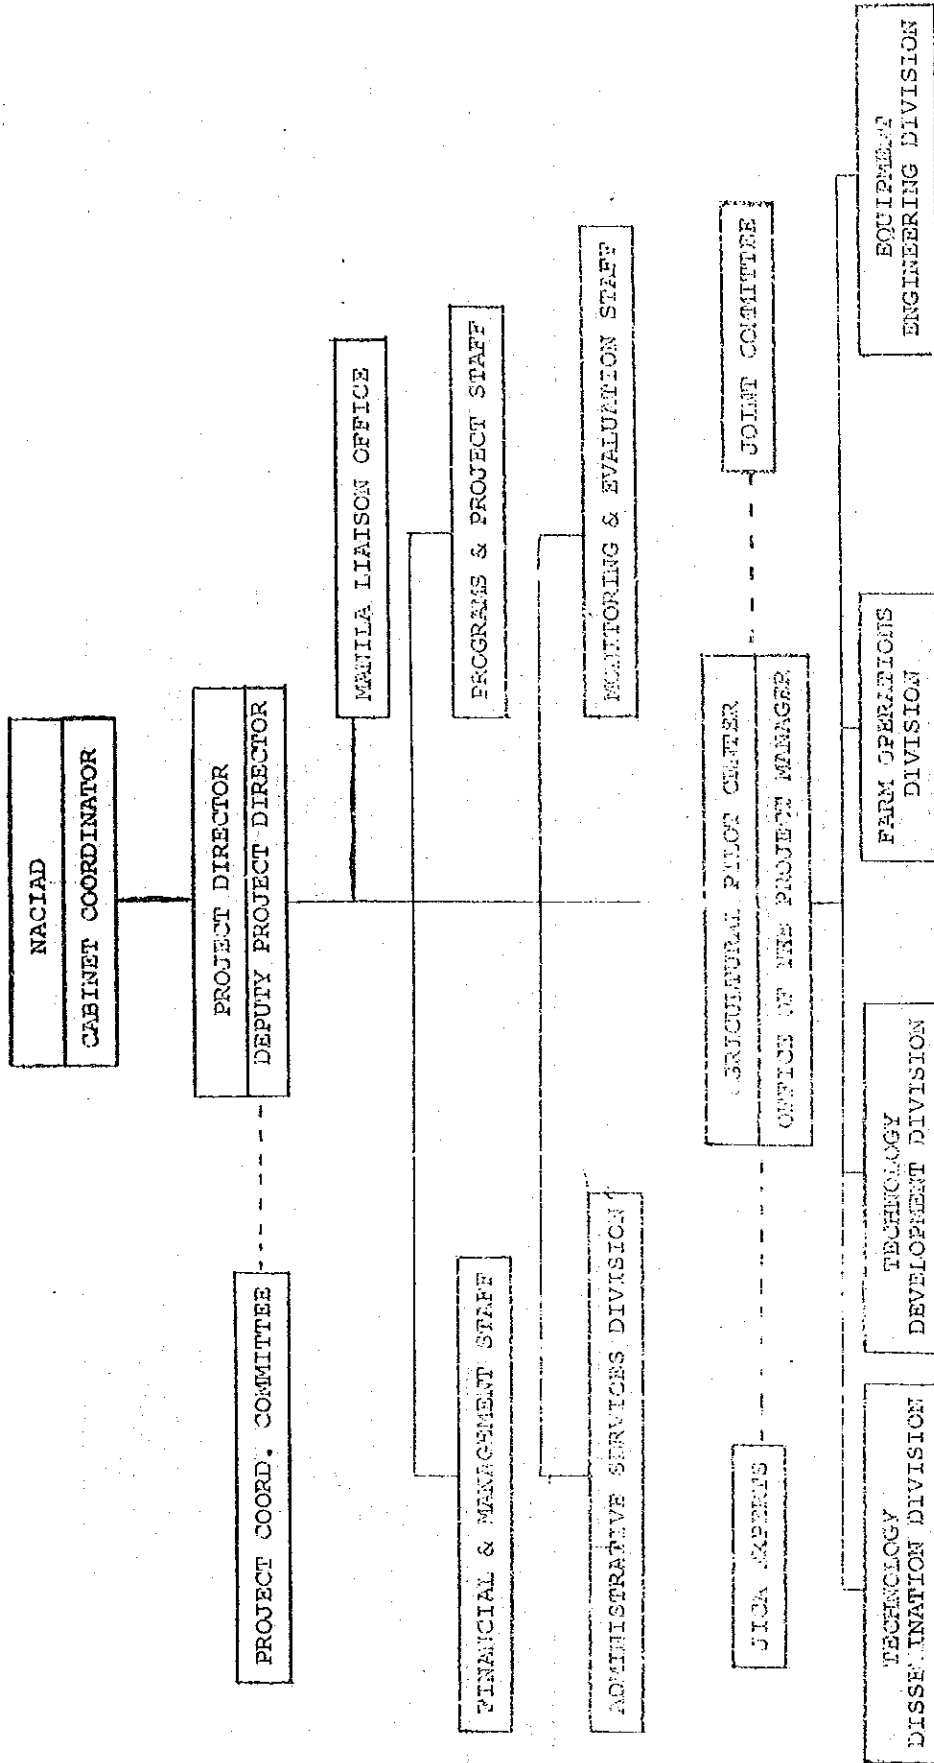 NACIAD
CABINET COORDINATOR
PROJECT DIRECTOR
DEPUTY PROJECT DIRECTOR
PROJECT COORD. COMMITTEE
MANILA LIAISON OFFICE
FINANCIAL & MANAGEMENT STAFF
PROGRAMS & PROJECT STAFF
ADMINISTRATIVE SERVICES DIVISION
MONITORING & EVALUATION STAFF
AGRICULTURAL PILOT CENTER
OFFICE OF THE PROJECT MANAGER
JICA EXPERTS
JOINT COMMITTEE
TECHNOLOGY
DISSEMINATION DIVISION
TECHNOLOGY
DEVELOPMENT DIVISION
FARM OPERATIONS
DIVISION
EQUIPMENT
ENGINEERING DIVISION